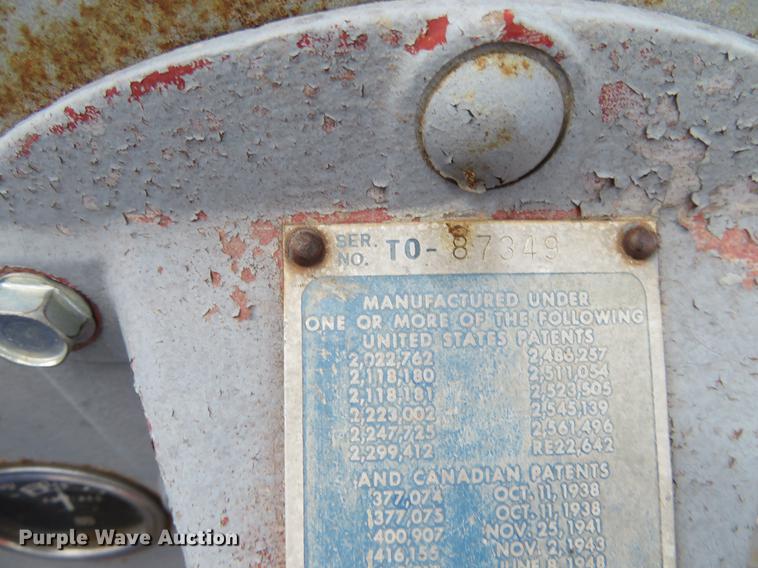 SER. NO. TO- 87349
MANUFACTURED UNDER
ONE OR MORE OF THE FOLLOWING
UNITED STATES PATENTS
2,022,762 2,486,257
2,118,180 2,511,054
2,118,181 2,523,505
2,223,002 2,545,139
2,247,725 2,561,496
2,299,412 RE22,642
AND CANADIAN PATENTS
377,074 OCT. 11, 1938
377,075 OCT. 11, 1938
400,907 NOV. 25, 1941
416,155 NOV. 2, 1943
JUNE 8, 1948
Purple Wave Auction